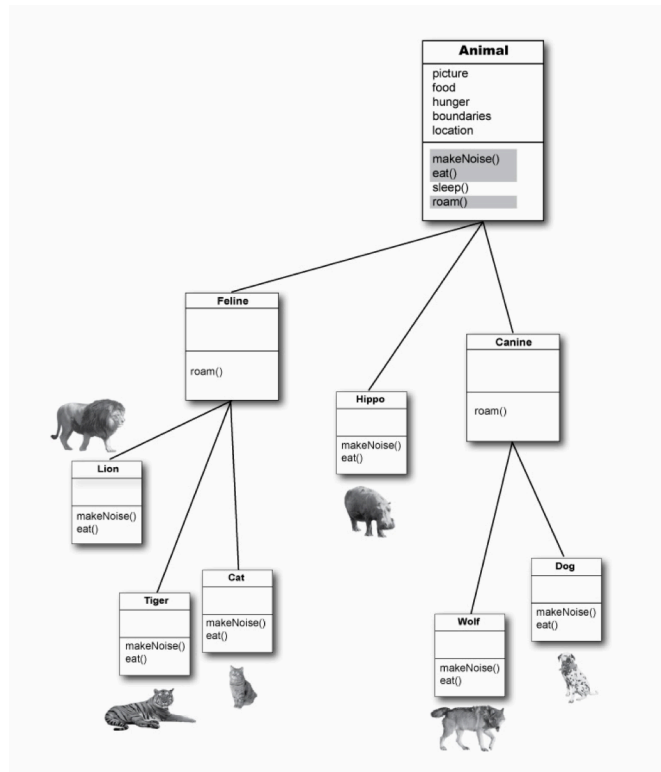 Animal
picture
food
hunger
boundaries
location
makeNoise()
eat()
sleep()
roam()
Feline
roam()
Canine
roam()
Hippo
makeNoise()
eat()
Lion
makeNoise()
eat()
Dog
makeNoise()
eat()
Cat
makeNoise()
eat()
Tiger
makeNoise()
eat()
Wolf
makeNoise()
eat()